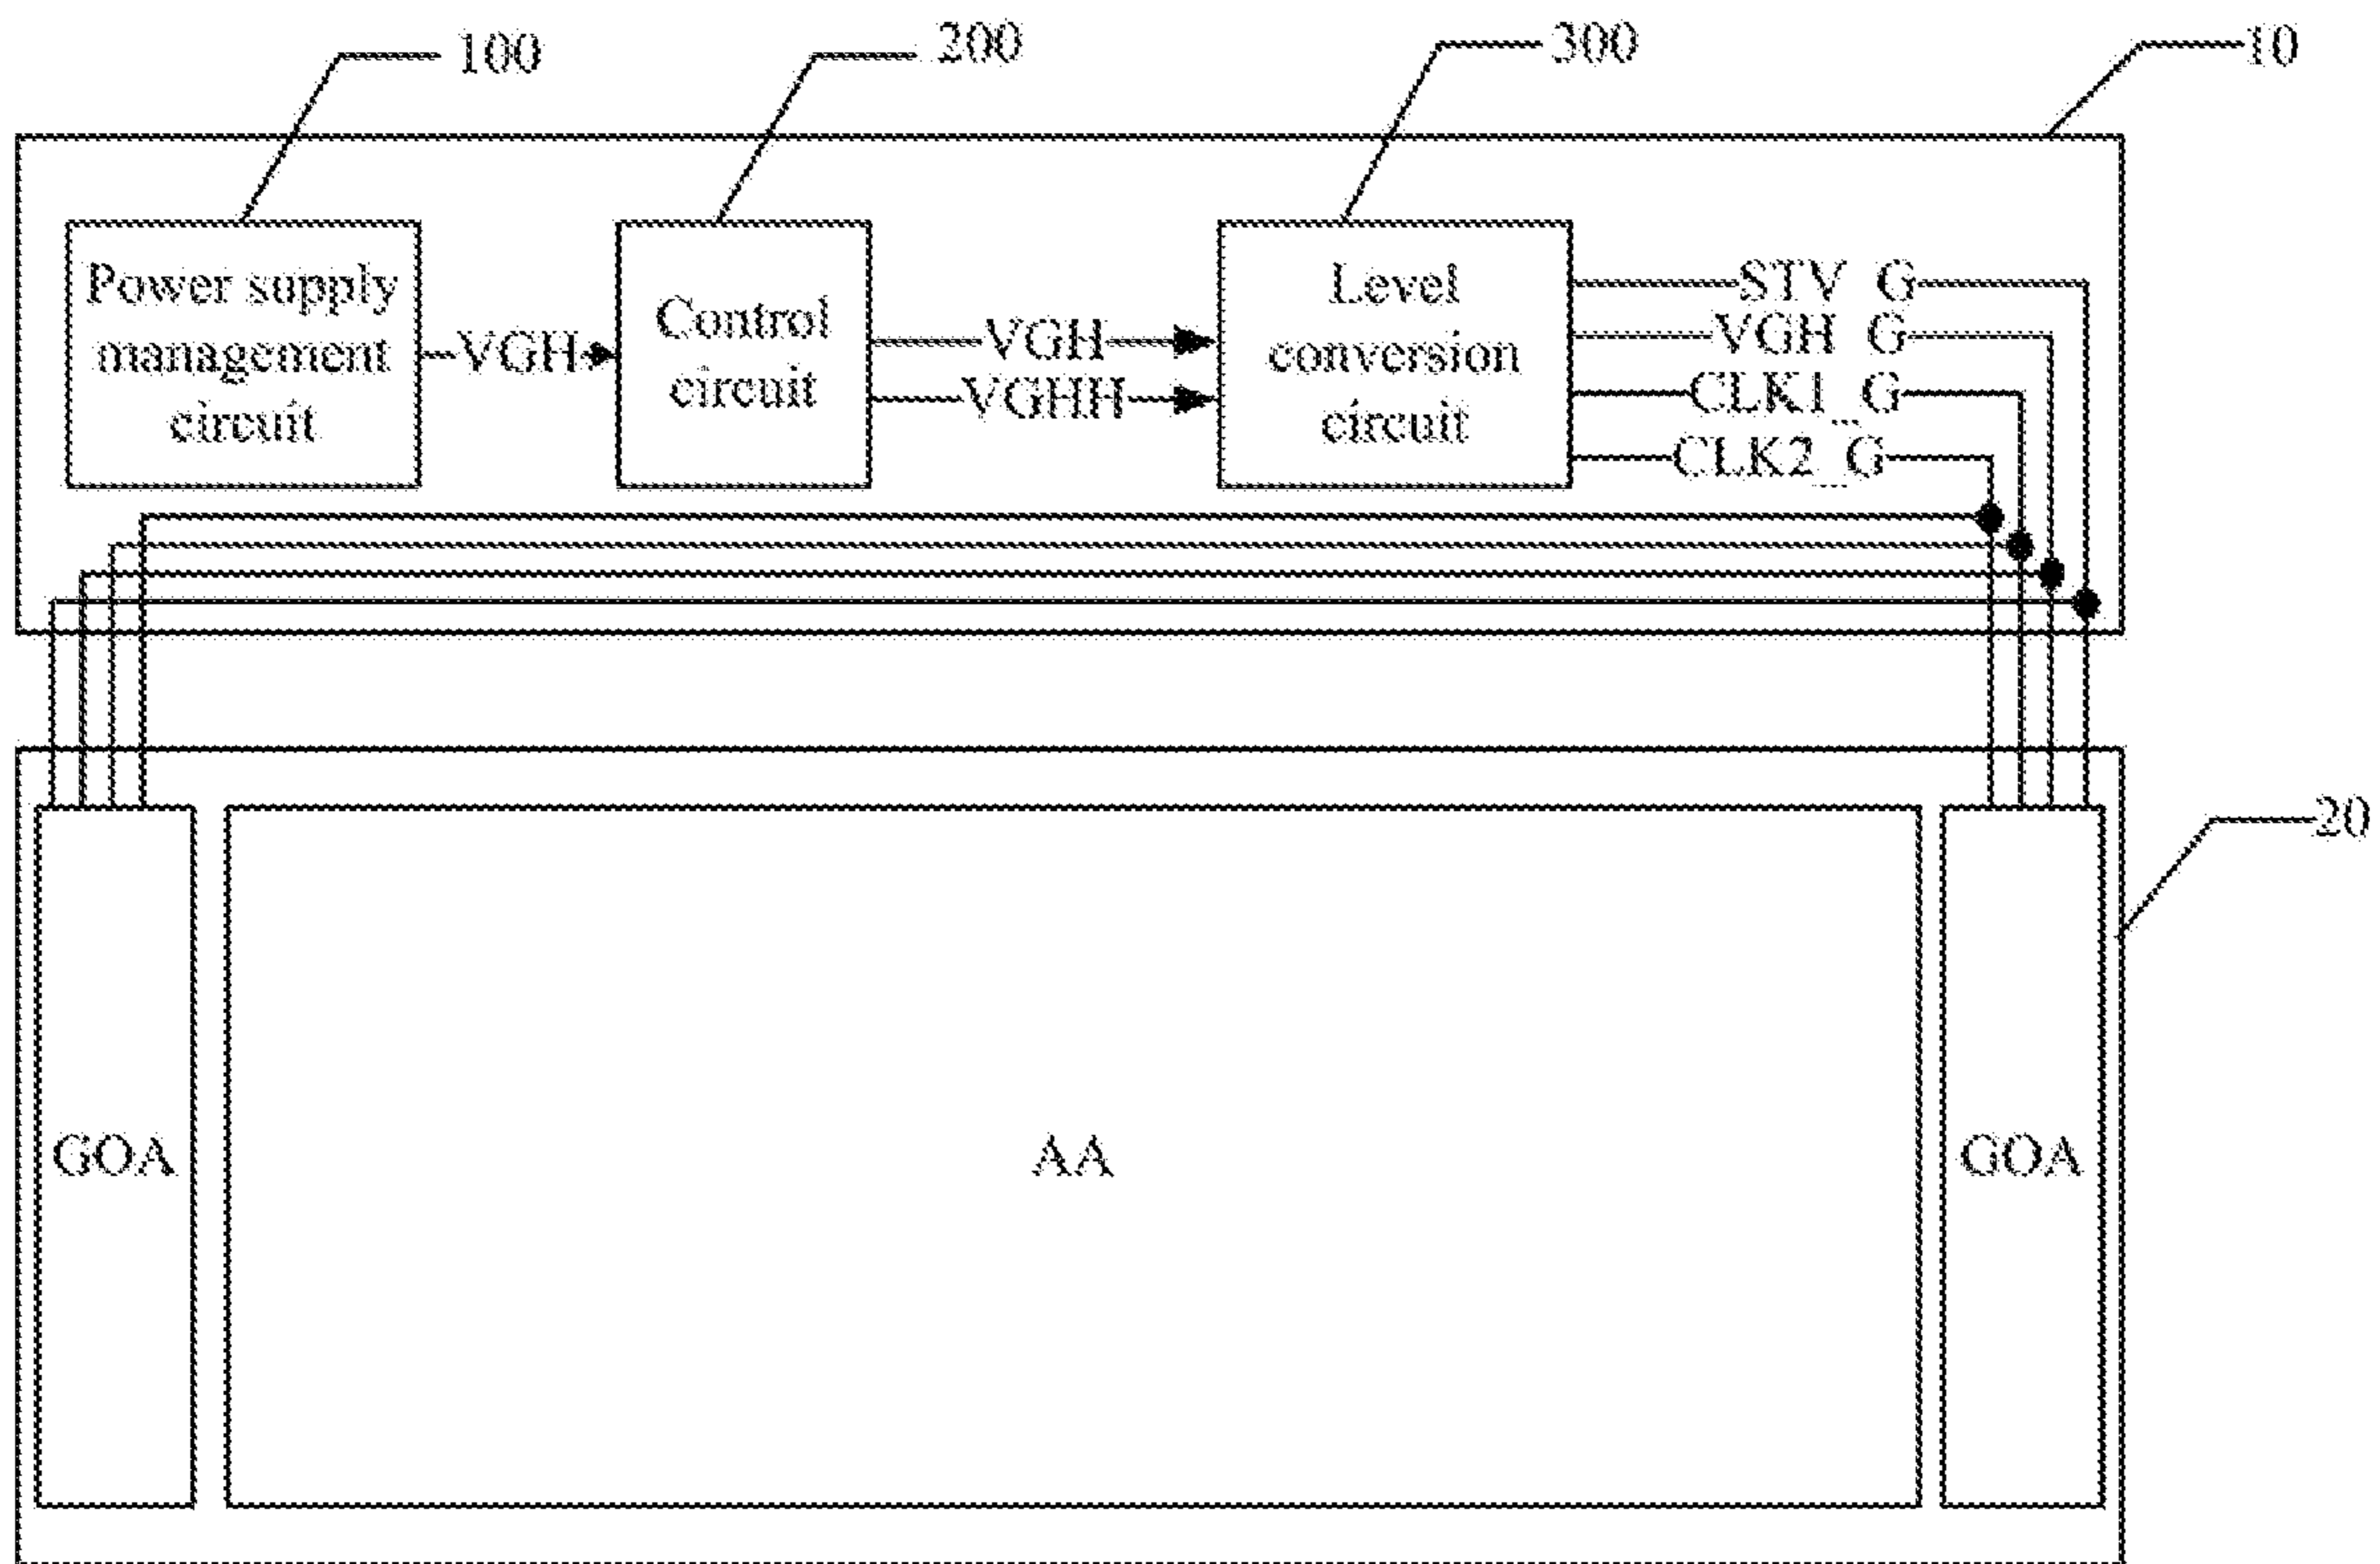 100
200
300
10
Power supply
management
circuit
VGH
Control
circuit
VGH
VGHH
Level
conversion
circuit
STV_G
VGH_G
CLK1_G
CLK2_G
20
GOA
AA
GOA